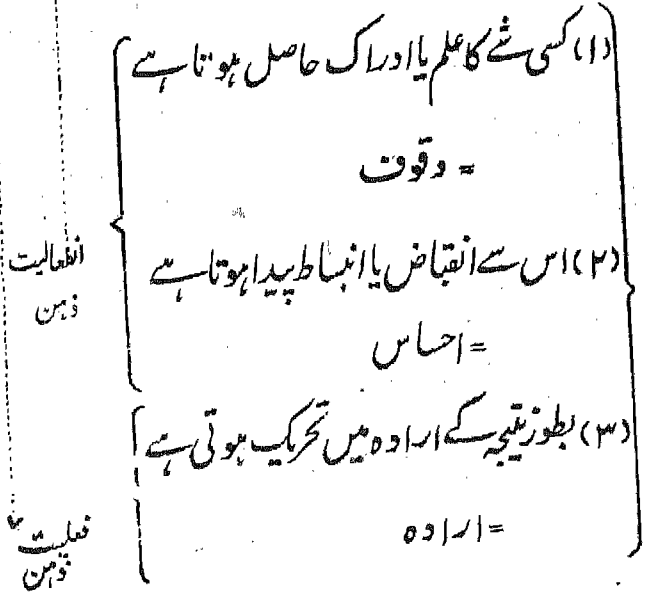 (۱) کسی شے کا علم یا ادراک حاصل ہوتا ہے
= وقوف
(۲) اس سے انقباض یا انبساط پیدا ہوتا ہے
= احساس
انفعالیت
ذہن
(۳) بطور نتیجہ کے ارادہ میں تحریک ہوتی ہے
= ارادہ
فعلیت
ذہن